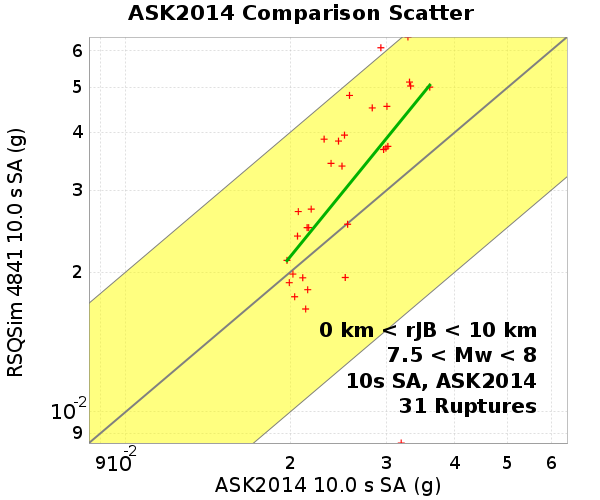 ASK2014 Comparison Scatter
RSQSim 4841 10.0 s SA (g)
6
5
4
3
2
10-2
9
0 km < rJB < 10 km
7.5 < Mw < 8
10s SA, ASK2014
31 Ruptures
9 10-2 2 3 4 5 6
ASK2014 10.0 s SA (g)